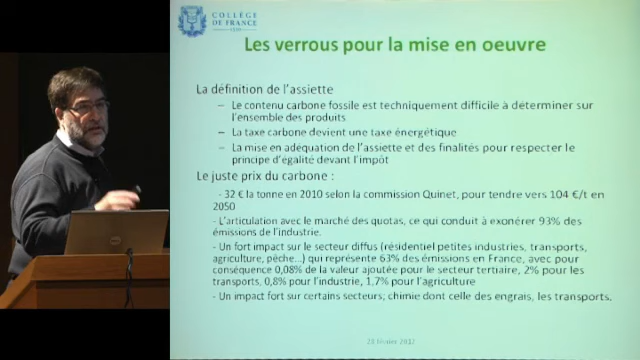 COLLÈGE
DE FRANCE
1530
Les verrous pour la mise en oeuvre
La définition de l'assiette
– Le contenu carbone fossile est techniquement difficile à déterminer sur
l'ensemble des produits
– La taxe carbone devient une taxe énergétique
– La mise en adéquation de l'assiette et des finalités pour respecter le
principe d'égalité devant l'impôt
Le juste prix du carbone :
- 32 € la tonne en 2010 selon la commission Quinet, pour tendre vers 104 €/t en
2050
- L'articulation avec le marché des quotas, ce qui conduit à exonérer 93% des
émissions de l'industrie.
- Un fort impact sur le secteur diffus (résidentiel petites industries, transports,
agriculture, pêche...) qui représente 63% des émissions en France, avec pour
conséquence 0,08% de la valeur ajoutée pour le secteur tertiaire, 2% pour les
transports, 0,8% pour l'industrie, 1,7% pour l'agriculture
- Un impact fort sur certains secteurs; chimie dont celle des engrais, les transports.
23 février 2012